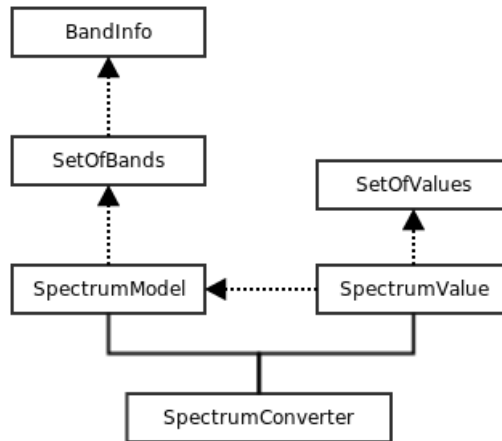 BandInfo
SetOfBands
SetOfValues
SpectrumModel
SpectrumValue
SpectrumConverter